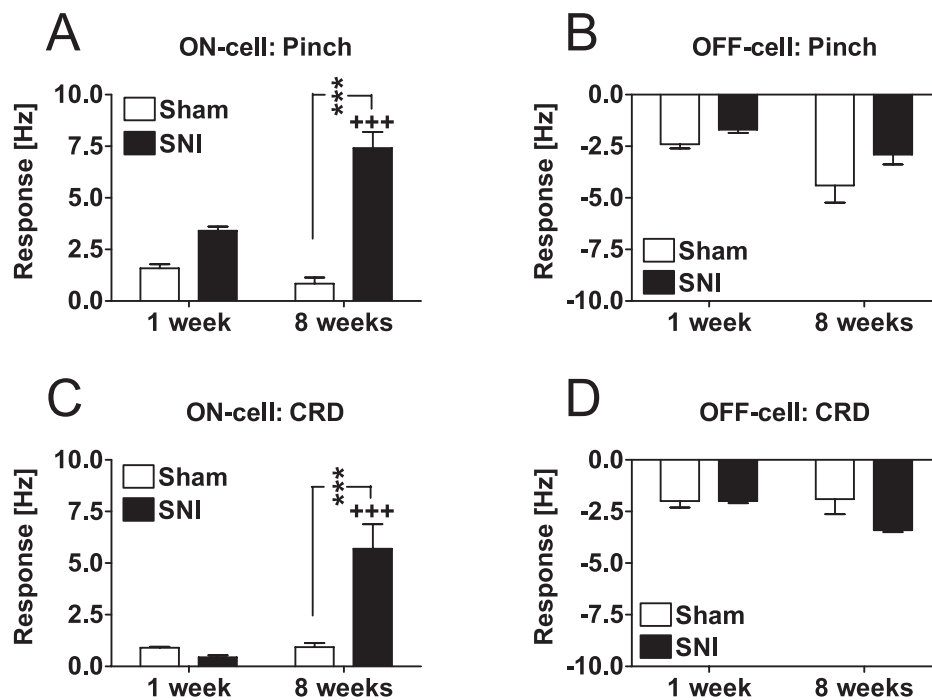 A
ON-cell: Pinch
Response [Hz]
10.0
7.5
5.0
2.5
0.0
Sham
SNI
***
+++
1 week
8 weeks
B
OFF-cell: Pinch
Response [Hz]
0.0
-2.5
-5.0
-7.5
-10.0
Sham
SNI
1 week
8 weeks
C
ON-cell: CRD
Response [Hz]
10.0
7.5
5.0
2.5
0.0
Sham
SNI
***
+++
1 week
8 weeks
D
OFF-cell: CRD
Response [Hz]
0.0
-2.5
-5.0
-7.5
-10.0
Sham
SNI
1 week
8 weeks